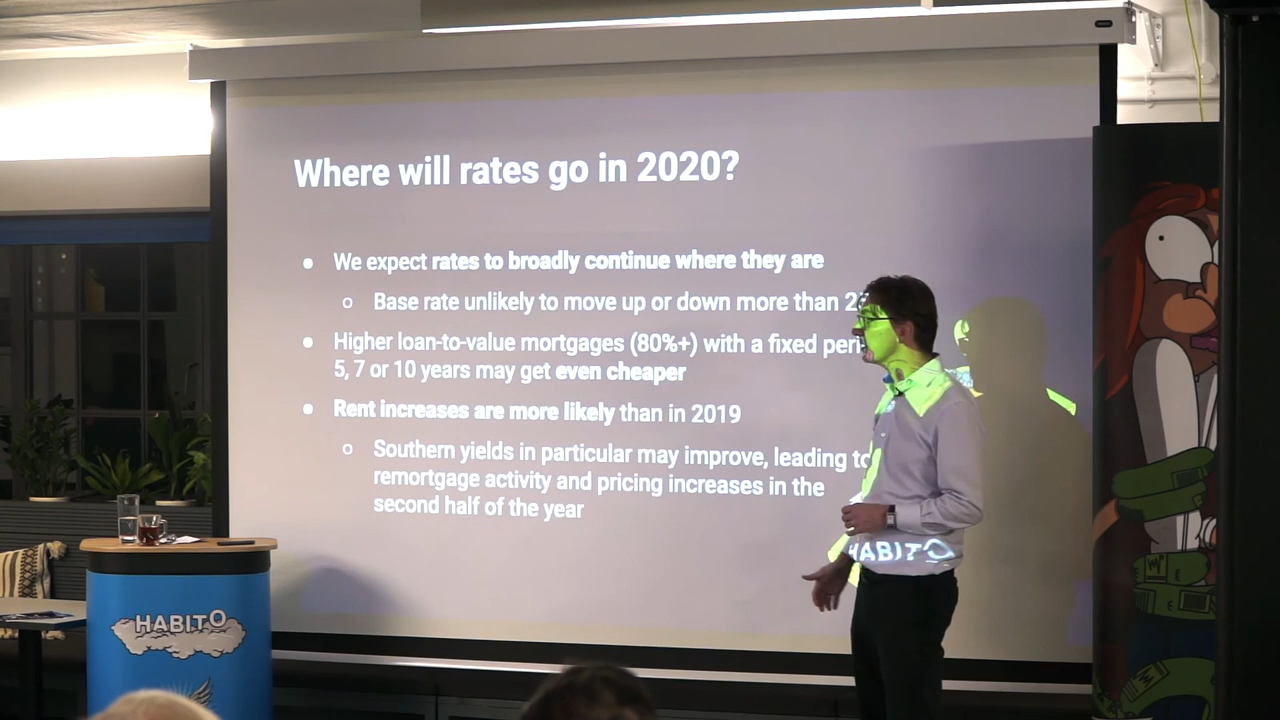 Where will rates go in 2020?
● We expect rates to broadly continue where they are
○ Base rate unlikely to move up or down more than
● Higher loan-to-value mortgages (80%+) with a fixed
5, 7 or 10 years may get even cheaper
● Rent increases are more likely than in 2019
○ Southern yields in particular may improve, leading to
remortgage activity and pricing increases in the
second half of the year
HABITO
HABITO